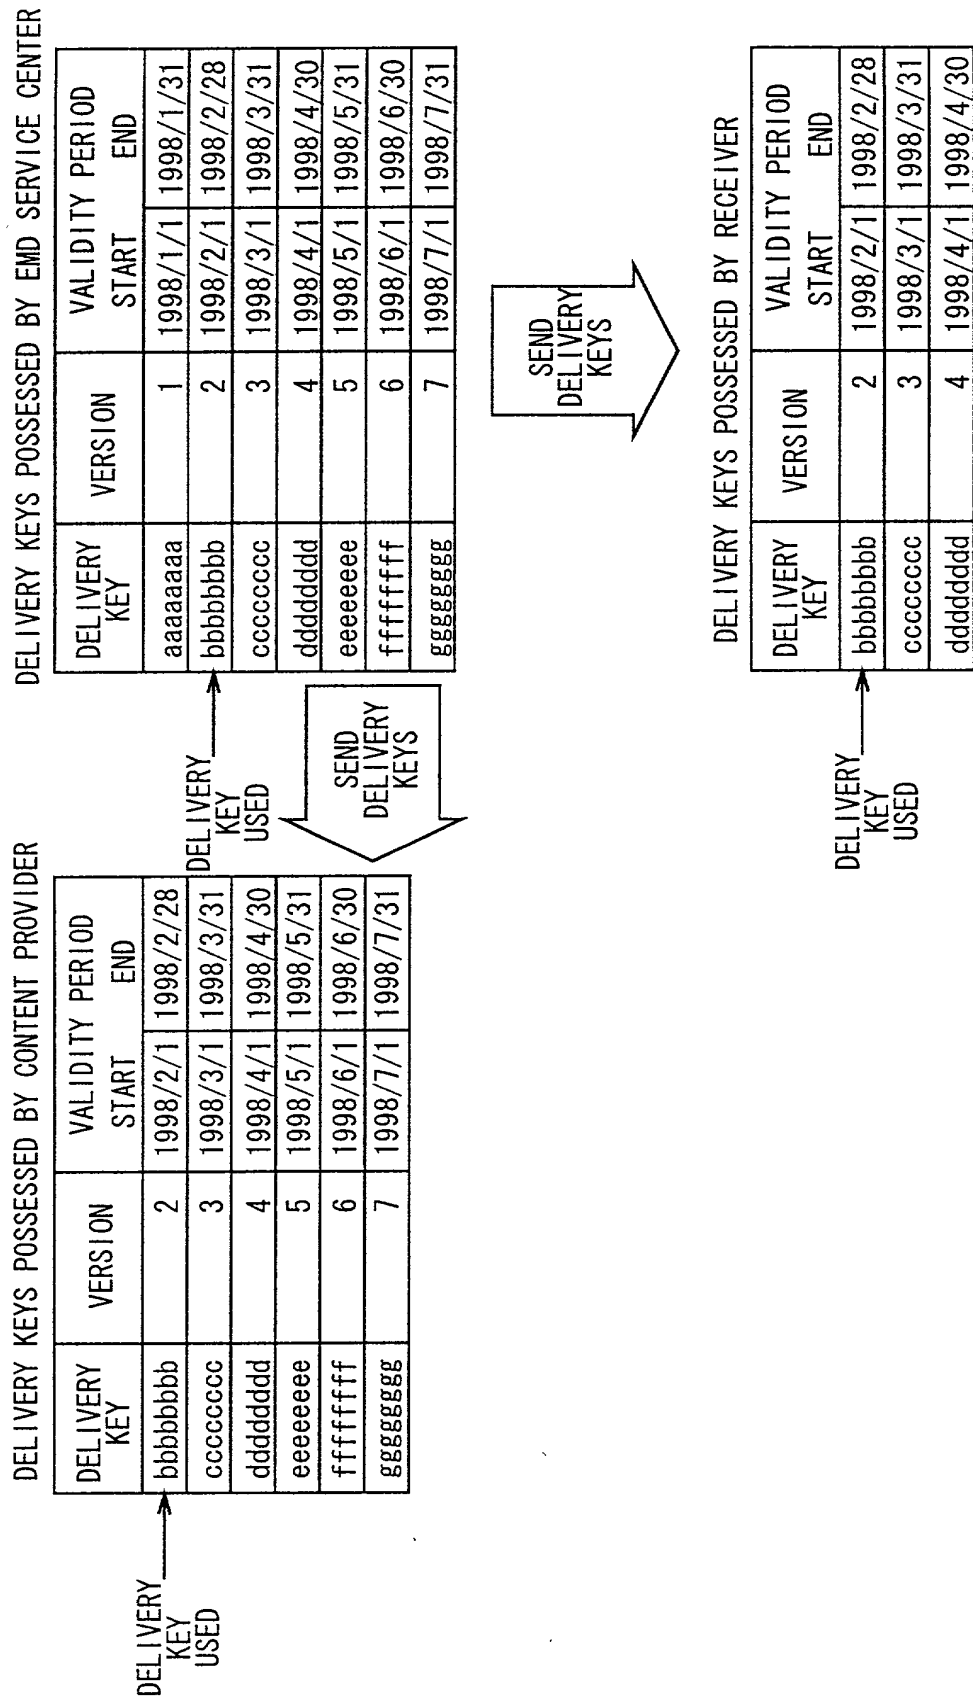 DELIVERY KEYS POSSESSED BY CONTENT PROVIDER
DELIVERY KEY VERSION VALIDITY PERIOD
START END
bbbbbbbb 2 1998/2/1 1998/2/28
cccccccc 3 1998/3/1 1998/3/31
dddddddd 4 1998/4/1 1998/4/30
eeeeeeee 5 1998/5/1 1998/5/31
ffffffff 6 1998/6/1 1998/6/30
gggggggg 7 1998/7/1 1998/7/31
DELIVERY
KEY
USED
DELIVERY KEYS POSSESSED BY EMD SERVICE CENTER
DELIVERY KEY VERSION VALIDITY PERIOD
START END
aaaaaaaa 1 1998/1/1 1998/1/31
bbbbbbbb 2 1998/2/1 1998/2/28
cccccccc 3 1998/3/1 1998/3/31
dddddddd 4 1998/4/1 1998/4/30
eeeeeeee 5 1998/5/1 1998/5/31
ffffffff 6 1998/6/1 1998/6/30
gggggggg 7 1998/7/1 1998/7/31
DELIVERY
KEY
USED
SEND
DELIVERY
KEYS
SEND
DELIVERY
KEYS
DELIVERY KEYS POSSESSED BY RECEIVER
DELIVERY KEY VERSION VALIDITY PERIOD
START END
bbbbbbbb 2 1998/2/1 1998/2/28
cccccccc 3 1998/3/1 1998/3/31
dddddddd 4 1998/4/1 1998/4/30
DELIVERY
KEY
USED